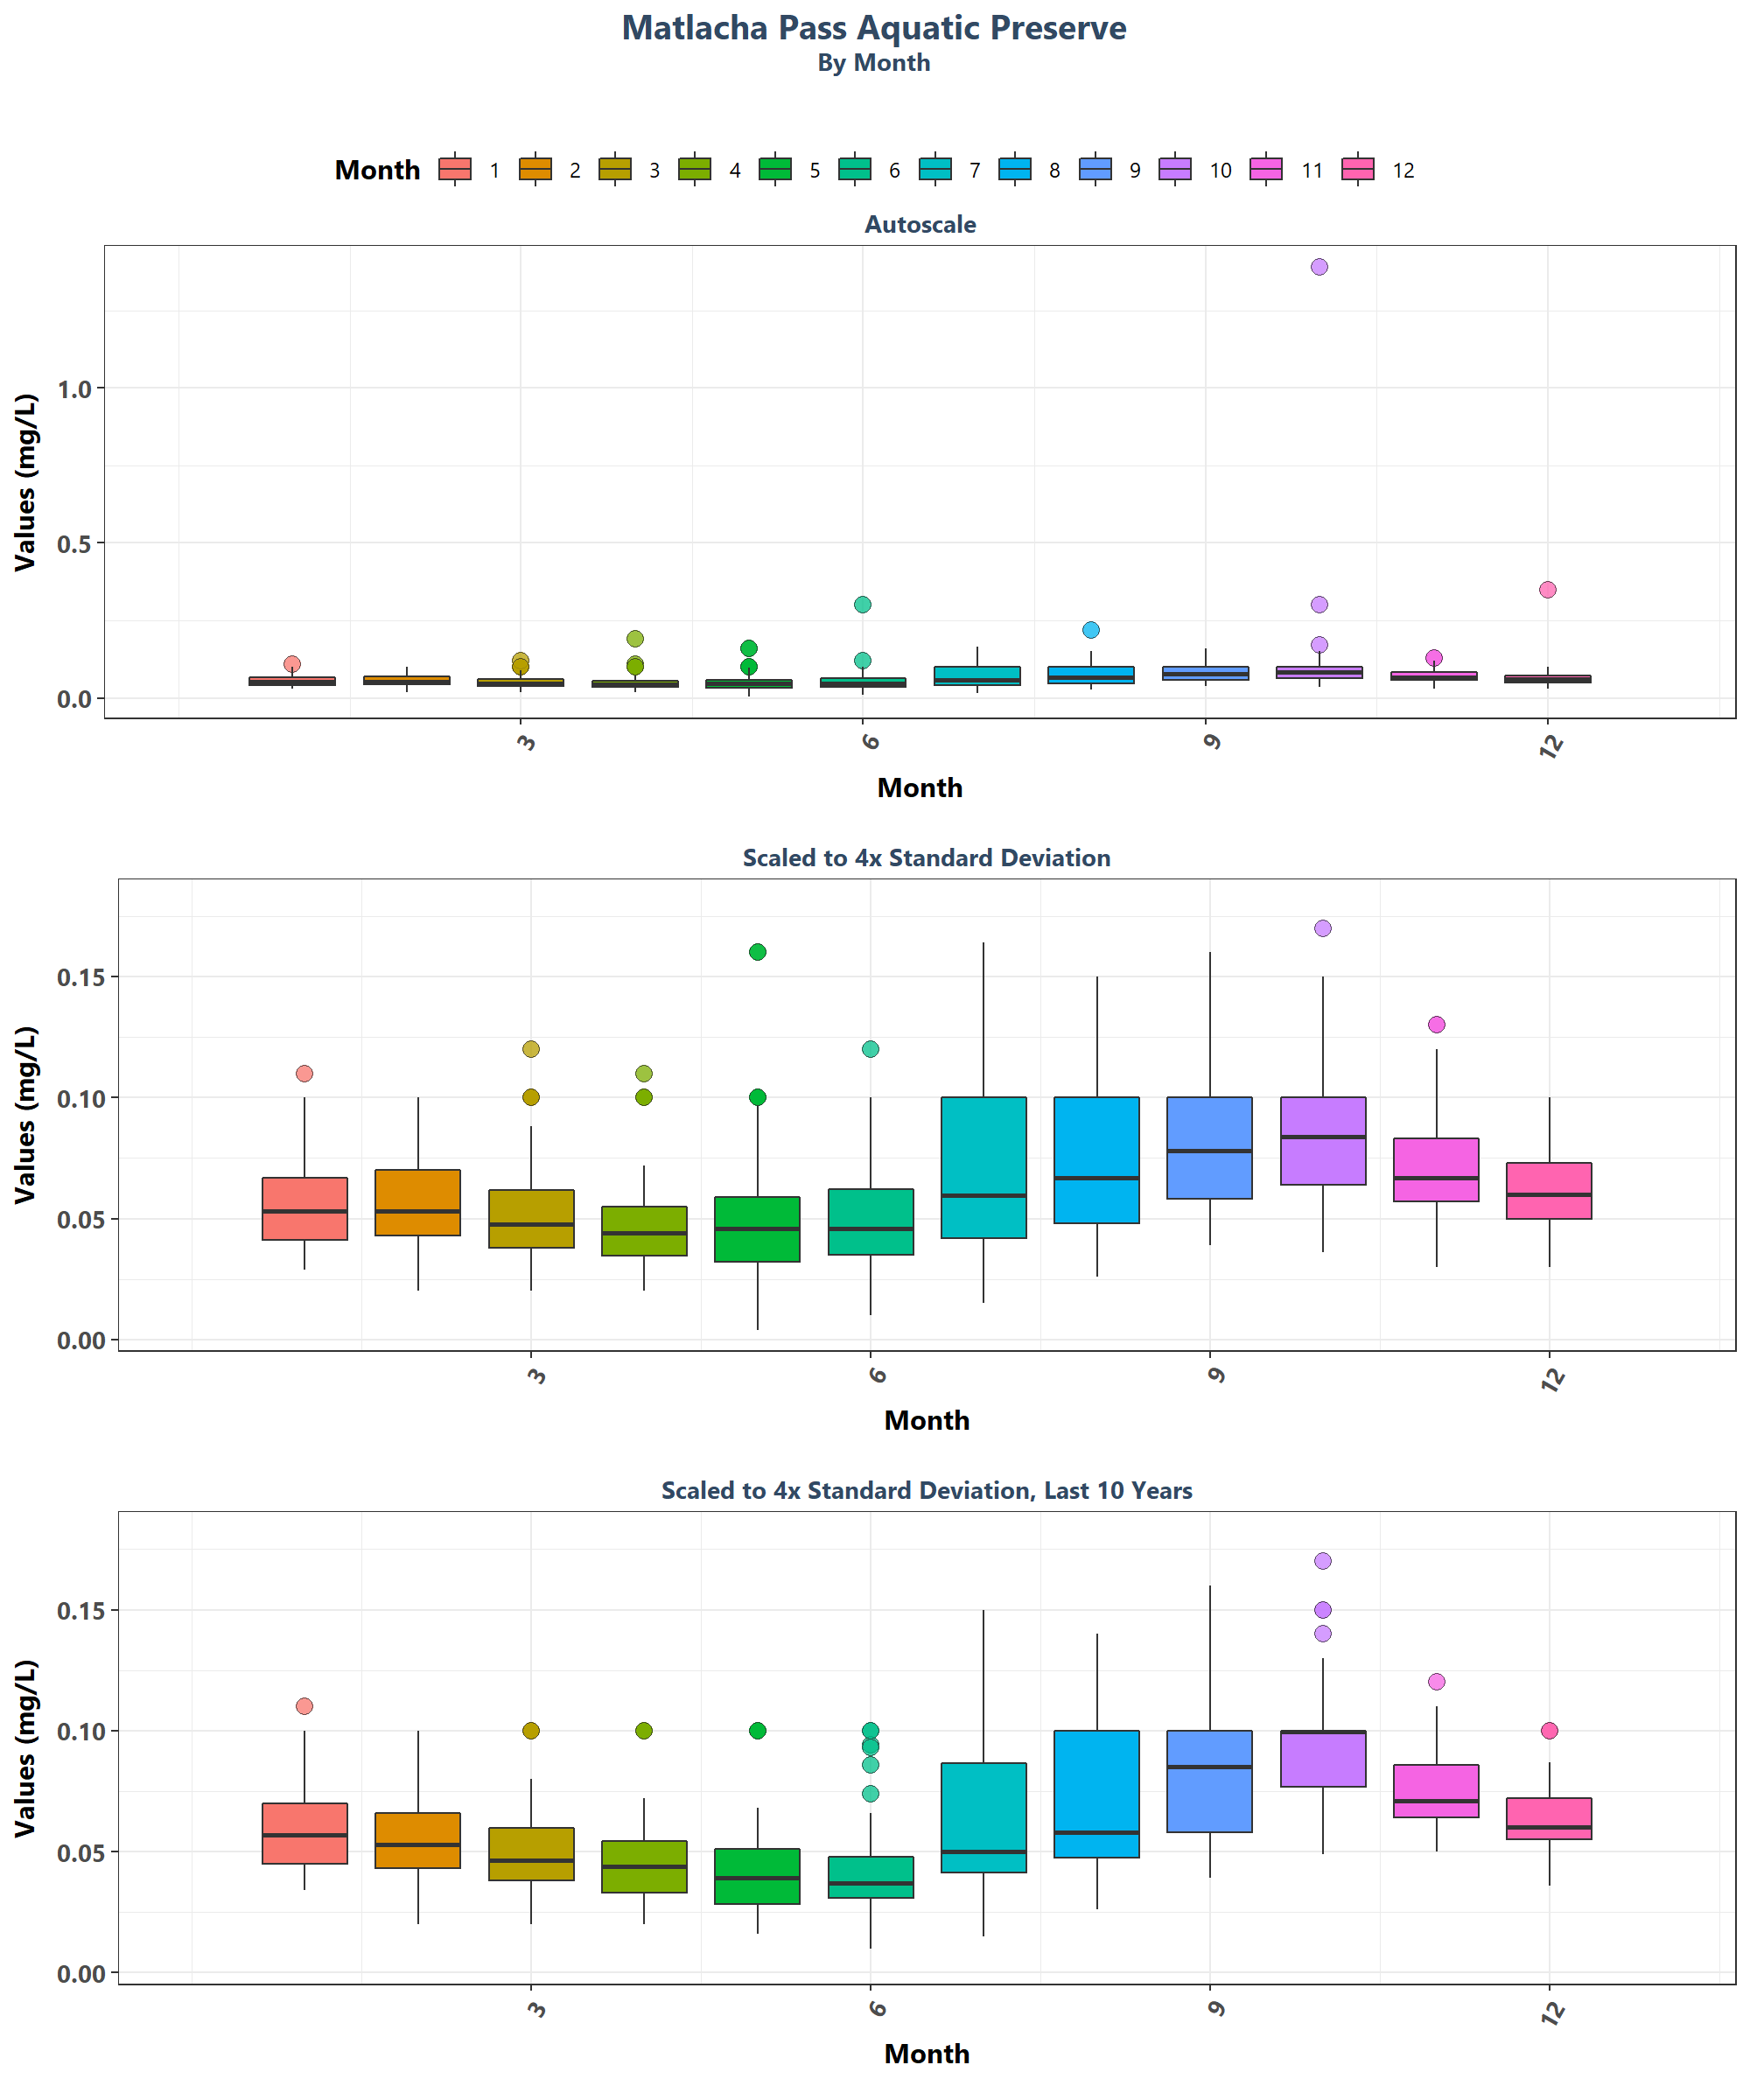 Matlacha Pass Aquatic Preserve
By Month
Month 1 2 3 4 5 6 7 8 9 10 11 12
Autoscale
Values (mg/L)
1.0
0.5
0.0
3 6 9 12
Month
Scaled to 4x Standard Deviation
Values (mg/L)
0.15
0.10
0.05
0.00
3 6 9 12
Month
Scaled to 4x Standard Deviation, Last 10 Years
Values (mg/L)
0.15
0.10
0.05
0.00
3 6 9 12
Month